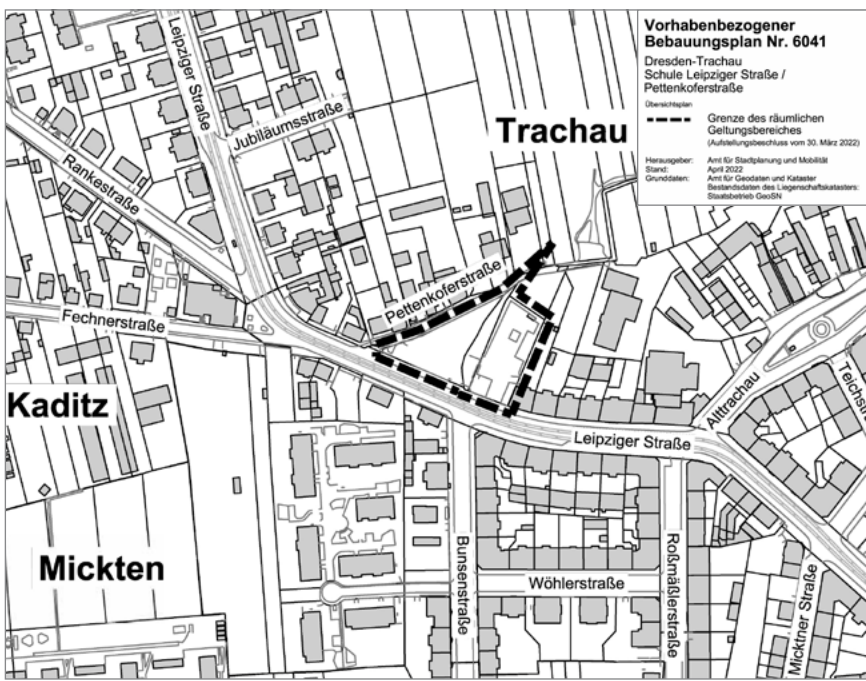 Vorhabenbezogener
Bebauungsplan Nr. 6041
Dresden-Trachau
Schule Leipziger Straße /
Pettenkoferstraße
Übersichtsplan
Grenze des räumlichen
Geltungsbereiches
(Aufstellungsbeschluss vom 30. März 2022)
Herausgeber: Amt für Stadtplanung und Mobilität
Stand: April 2022
Grunddaten: Amt für Geodaten und Kataster
Bestandsdaten des Liegenschaftskatasters:
Staatsbetrieb GeoSN
Leipziger Straße
Jubiläumsstraße
Trachau
Rankestraße
Pettenkoferstraße
Fechnerstraße
Kaditz
Alttrachau
Teichst
Leipziger Straße
Mickten
Bunsenstraße
Wöhlerstraße
Roßmäßlerstraße
Micktner Straße